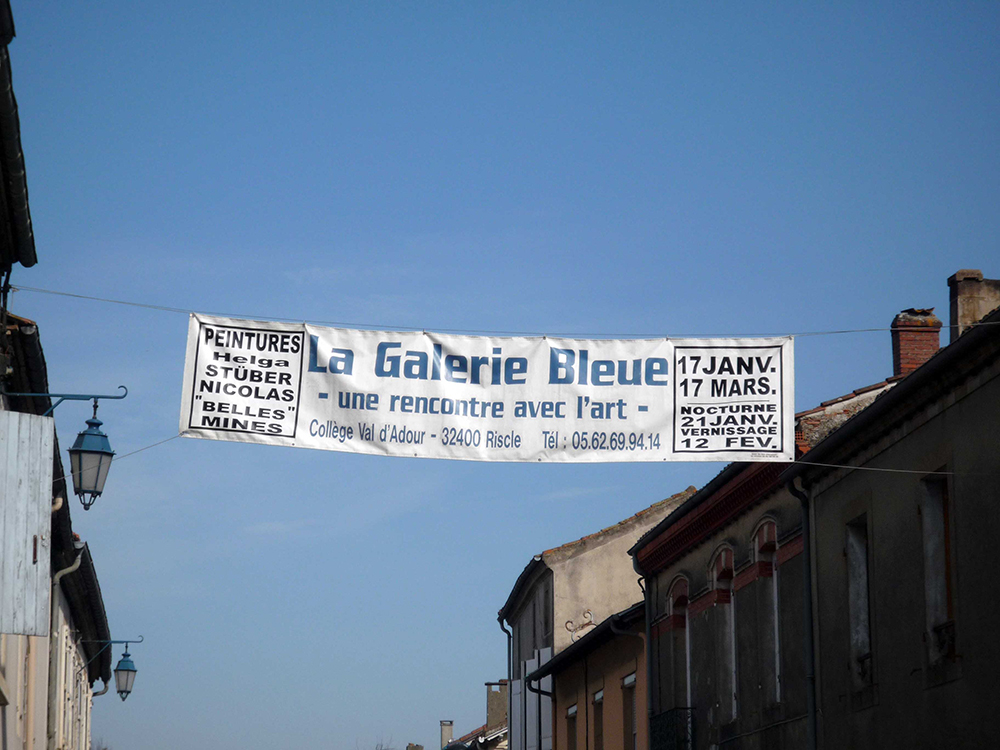 PEINTURES
Helga
STÜBER
NICOLAS
"BELLES"
MINES
La Galerie Bleue
- une rencontre avec l'art -
Collège Val d'Adour - 32400 Riscle Tél : 05.62.69.94.14
17 JANV.
17 MARS.
NOCTURNE
21 JANV.
VERNISSAGE
12 FEV.